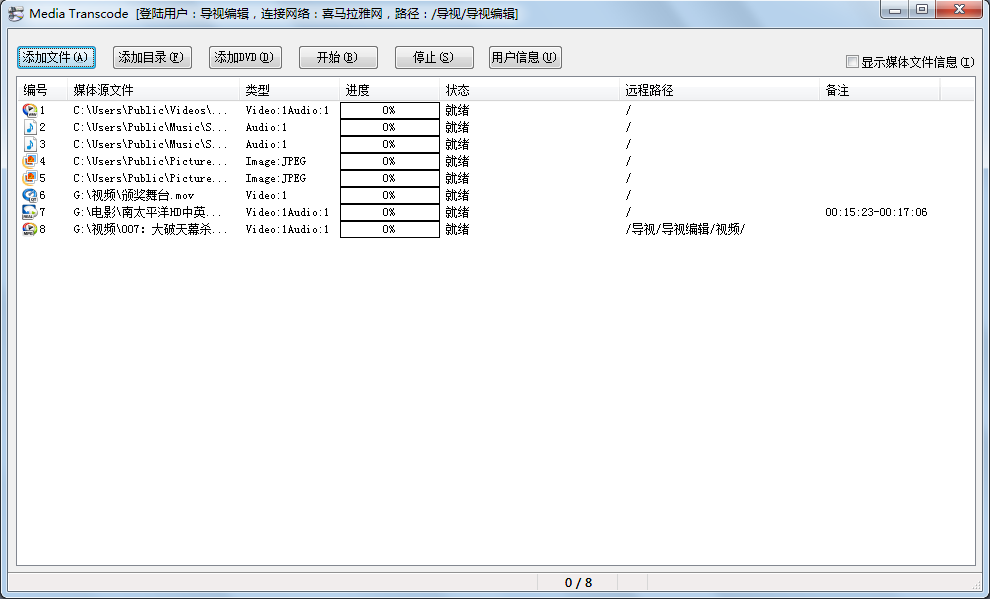 Media Transcode [登陆用户：导视编辑，连接网络：喜马拉雅网，路径：/导视/导视编辑]
添加文件(A) 添加目录(F) 添加DVD(D) 开始(B) 停止(S) 用户信息(U) 显示媒体文件信息(I)
编号 媒体源文件 类型 进度 状态 远程路径 备注
1 C:\Users\Public\Videos\... Video:1Audio:1 0% 就绪 /
2 C:\Users\Public\Music\S... Audio:1 0% 就绪 /
3 C:\Users\Public\Music\S... Audio:1 0% 就绪 /
4 C:\Users\Public\Picture... Image:JPEG 0% 就绪 /
5 C:\Users\Public\Picture... Image:JPEG 0% 就绪 /
6 G:\视频\颁奖舞台.mov Video:1 0% 就绪 /
7 G:\电影\南太平洋HD中英... Video:1Audio:1 0% 就绪 / 00:15:23-00:17:06
8 G:\视频\007：大破天幕杀... Video:1Audio:1 0% 就绪 /导视/导视编辑/视频/
0 / 8